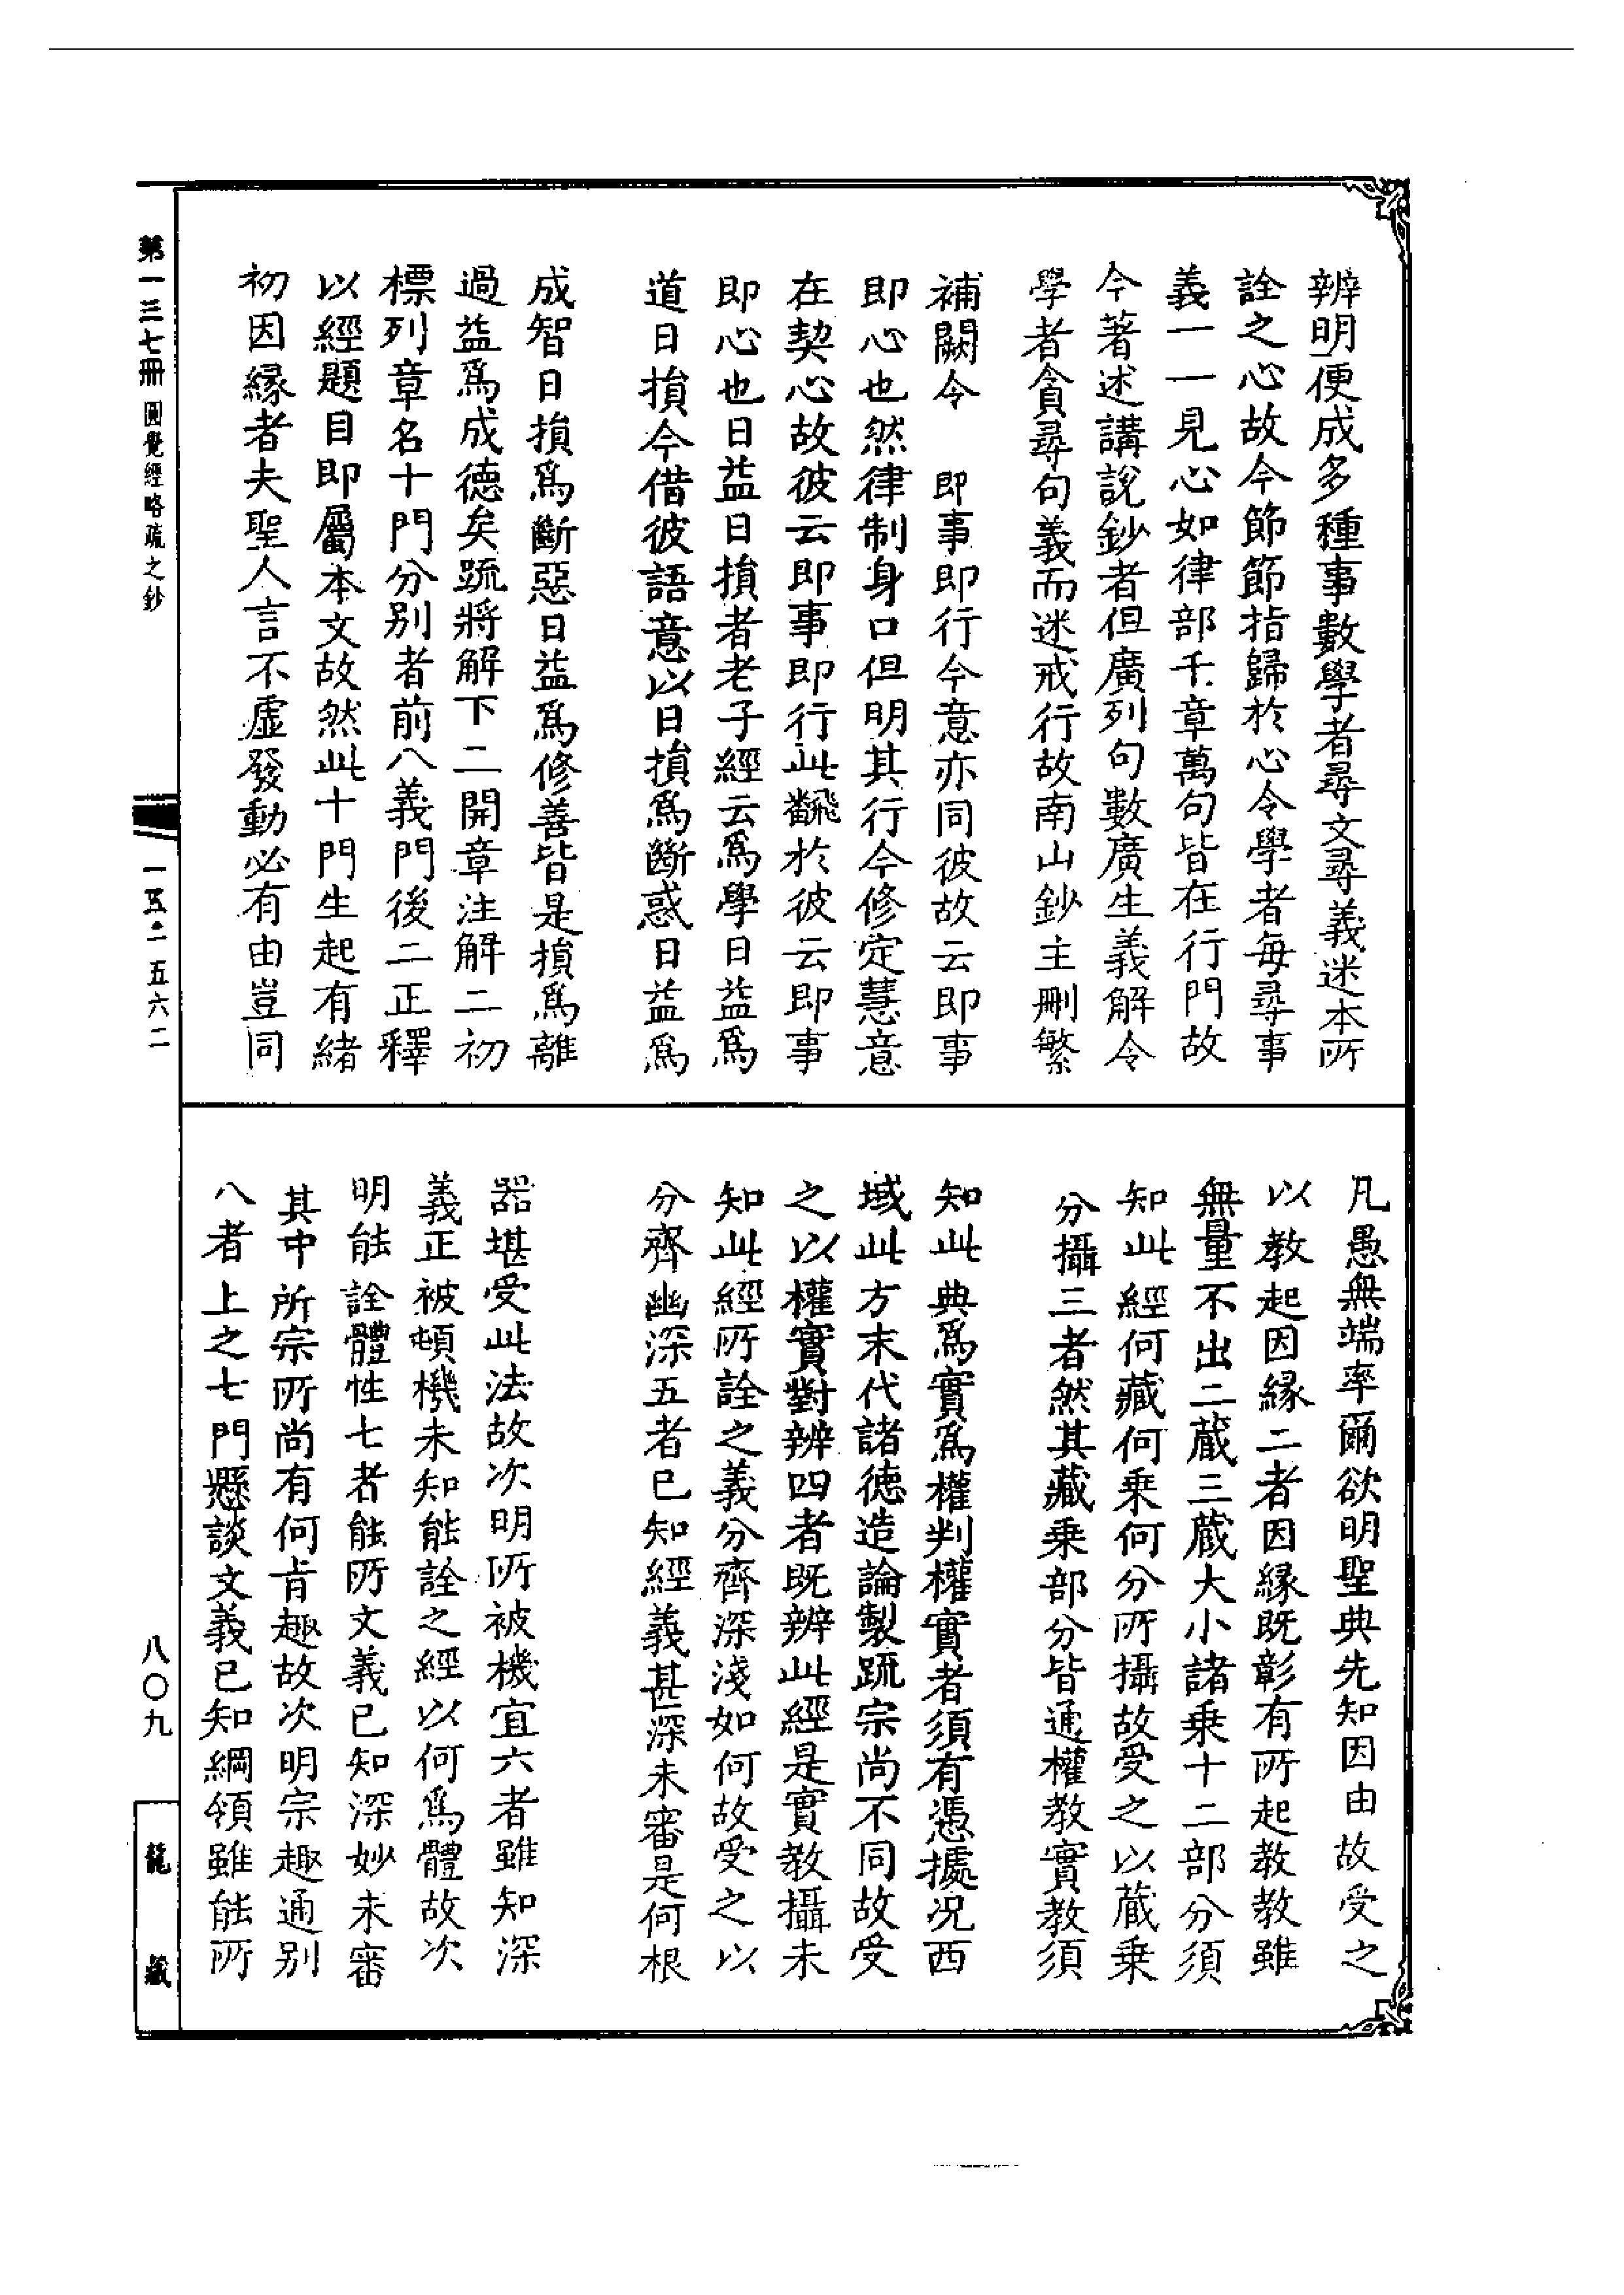 辨明便成多種事數學者尋文尋義迷本所
詮之心故今節節指歸於心令學者每尋事
義一一見心如律部千章萬句皆在行門故
今著述講說鈔者但廣列句數廣生義解令
學者貪尋句義而迷戒行故南山鈔主刪繁
補闕令　即事即行今意亦同彼故云即事
即心也然律制身口但明其行今修定慧意
在契心故彼云即事即行此翻於彼云即事
即心也日益日損者老子經云爲學日益爲
道日損今借彼語意以日損爲斷惑日益爲
成智日損爲斷惡日益爲修善皆是損爲離
過益爲成德矣疏將解下二開章注解二初
標列章名十門分別者前八義門後二正釋
以經題目即屬本文故然此十門生起有緒
初因緣者夫聖人言不虛發動必有由豈同
凡愚無端率爾欲明聖典先知因由故受之
以教起因緣二者因緣既彰有所起教教雖
無量不出二藏三藏大小諸乘十二部分須
知此經何藏何乘何分所攝故受之以藏乘
分攝三者然其藏乘部分皆通權教實教須
知此典爲實爲權判權實者須有憑據況西
域此方末代諸德造論製疏宗尚不同故受
之以權實對辨四者既辨此經是實教攝未
知此經所詮之義分齊深淺如何故受之以
分齊幽深五者已知經義甚深未審是何根
器堪受此法故次明所被機宜六者雖知深
義正被頓機未知能詮之經以何爲體故次
明能詮體性七者能所文義已知深妙未審
其中所宗所尚有何肯趣故次明宗趣通別
八者上之七門懸談文義已知綱領雖能所
第一三七冊　圓覺經略疏之鈔
一五二　五六二
八〇九
龍藏